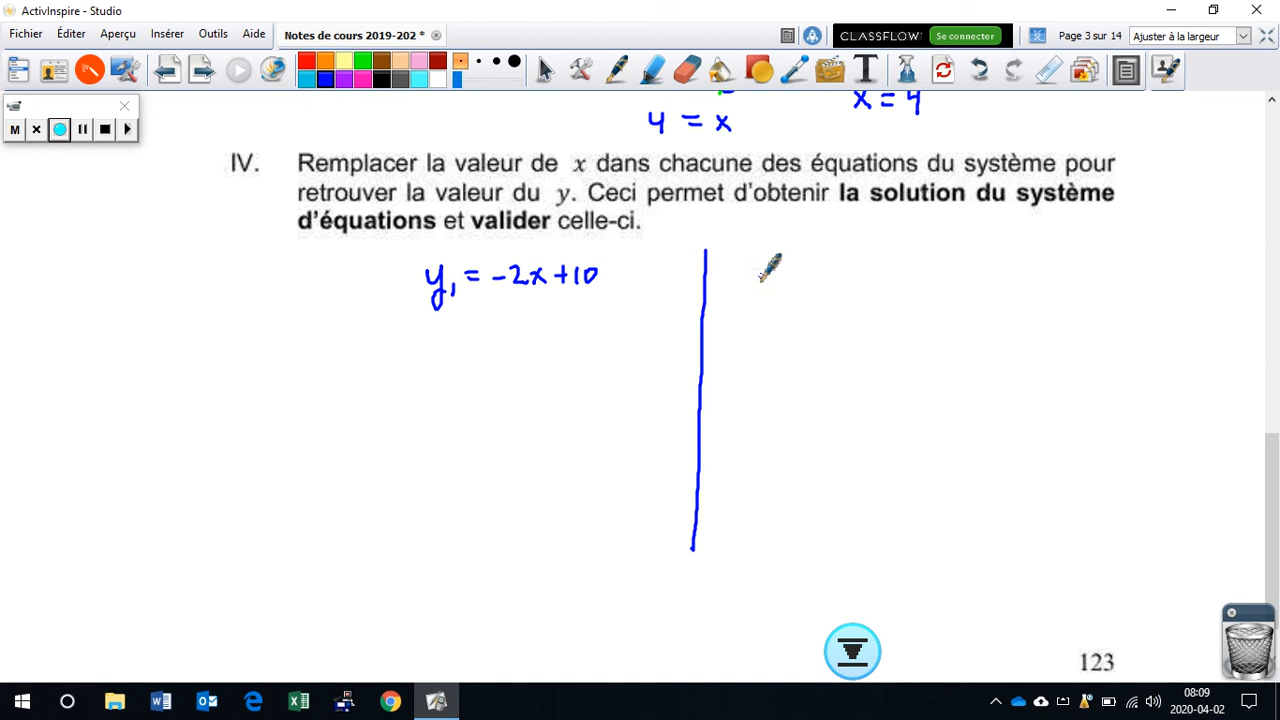 ActivInspire - Studio
Fichier Éditer Aperçu Insérer Outils Aide
Notes de cours 2019-202 *
CLASSFLOW Se connecter
Page 3 sur 14 Ajuster à la largeur
M
x = 4
4 = x
IV. Remplacer la valeur de x dans chacune des équations du système pour
retrouver la valeur du y. Ceci permet d'obtenir la solution du système
d'équations et valider celle-ci.
y₁ = -2x + 10
123
08:09
2020-04-02